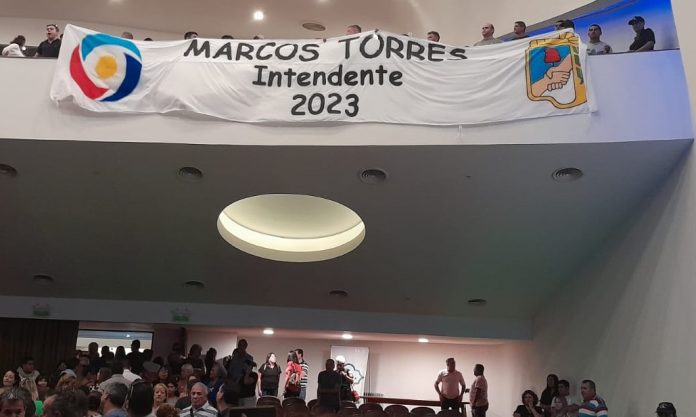 MARCOS TORRES
Intendente
2023